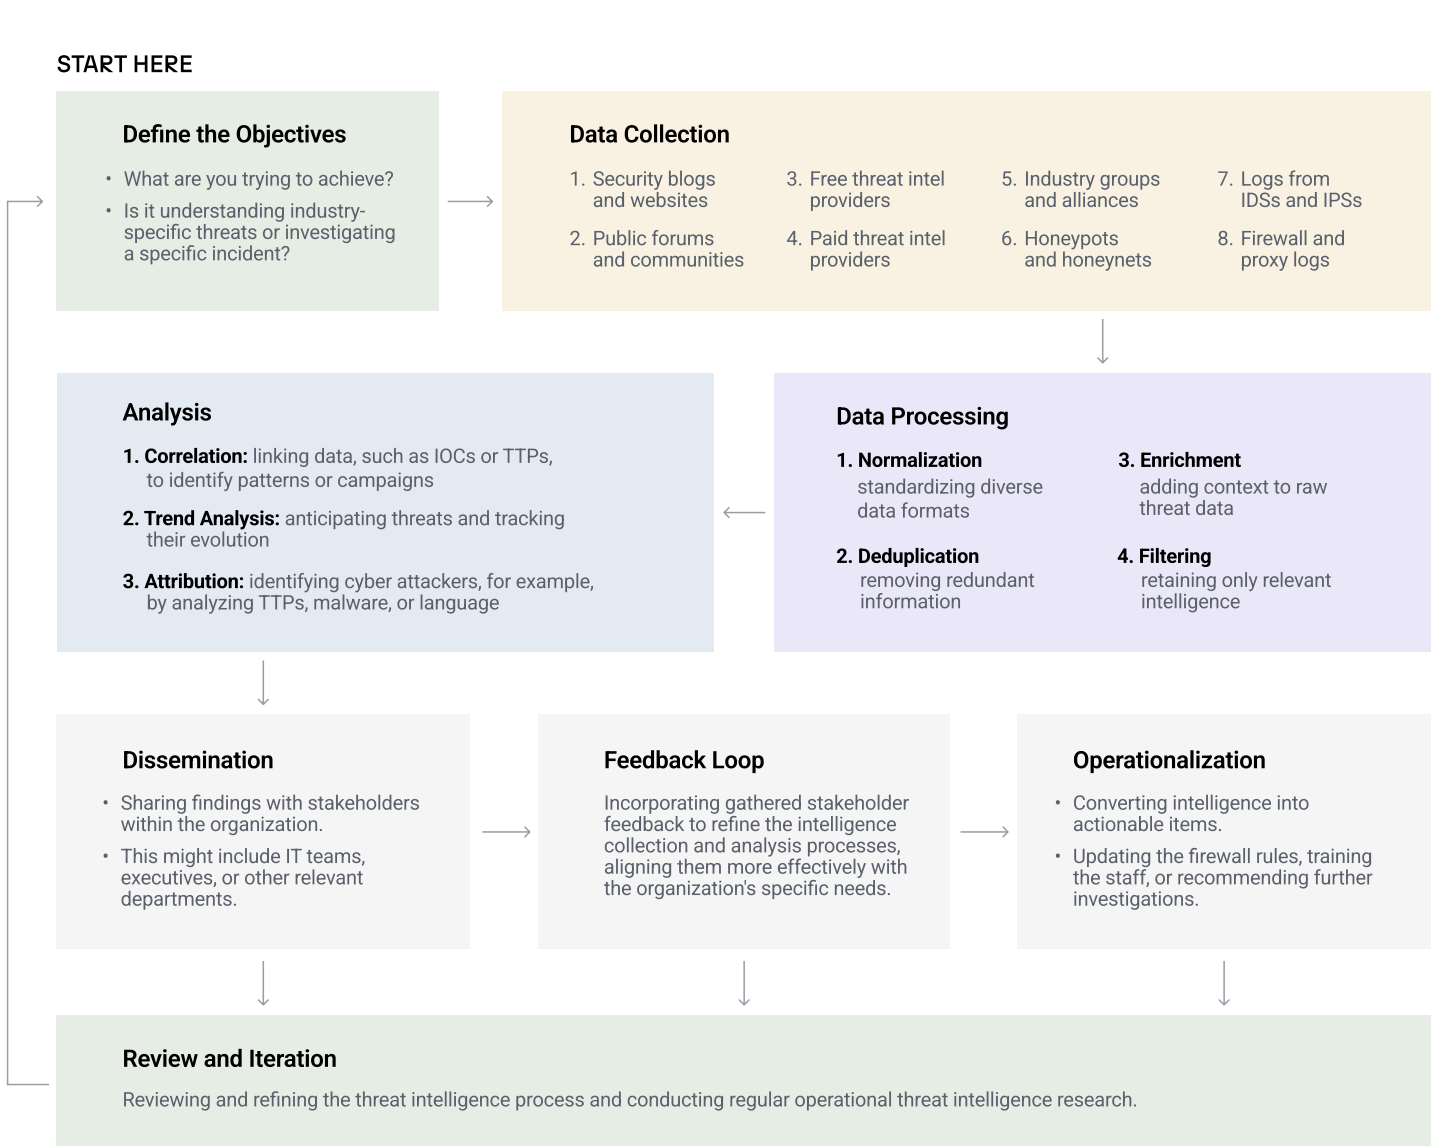 START HERE
Define the Objectives
• What are you trying to achieve?
• Is it understanding industry-
specific threats or investigating
a specific incident?
Data Collection
1. Security blogs
and websites
2. Public forums
and communities
3. Free threat intel
providers
4. Paid threat intel
providers
5. Industry groups
and alliances
6. Honeypots
and honeynets
7. Logs from
IDSs and IPSs
8. Firewall and
proxy logs
Analysis
1. Correlation: linking data, such as IOCs or TTPs,
to identify patterns or campaigns
2. Trend Analysis: anticipating threats and tracking
their evolution
3. Attribution: identifying cyber attackers, for example,
by analyzing TTPs, malware, or language
Data Processing
1. Normalization
standardizing diverse
data formats
2. Deduplication
removing redundant
information
3. Enrichment
adding context to raw
threat data
4. Filtering
retaining only relevant
intelligence
Dissemination
• Sharing findings with stakeholders
within the organization.
• This might include IT teams,
executives, or other relevant
departments.
Feedback Loop
Incorporating gathered stakeholder
feedback to refine the intelligence
collection and analysis processes,
aligning them more effectively with
the organization's specific needs.
Operationalization
• Converting intelligence into
actionable items.
• Updating the firewall rules, training
the staff, or recommending further
investigations.
Review and Iteration
Reviewing and refining the threat intelligence process and conducting regular operational threat intelligence research.